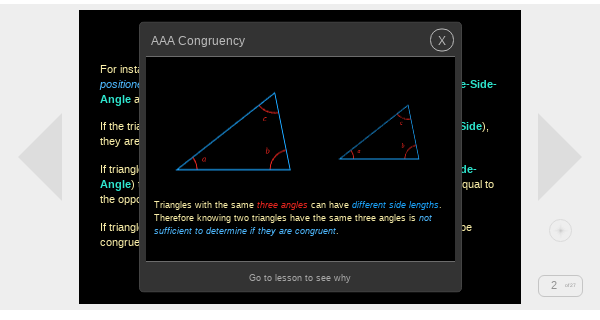 AAA Congruency
X
For insta
positione
e-Side-
Angle a
If the tria
Side),
they are
If triangl
de-
Angle) t
equal to
the oppo
If triangl
be
congrue
c
a
b
c
a
b
Triangles with the same three angles can have different side lengths.
Therefore knowing two triangles have the same three angles is not
sufficient to determine if they are congruent.
Go to lesson to see why
2